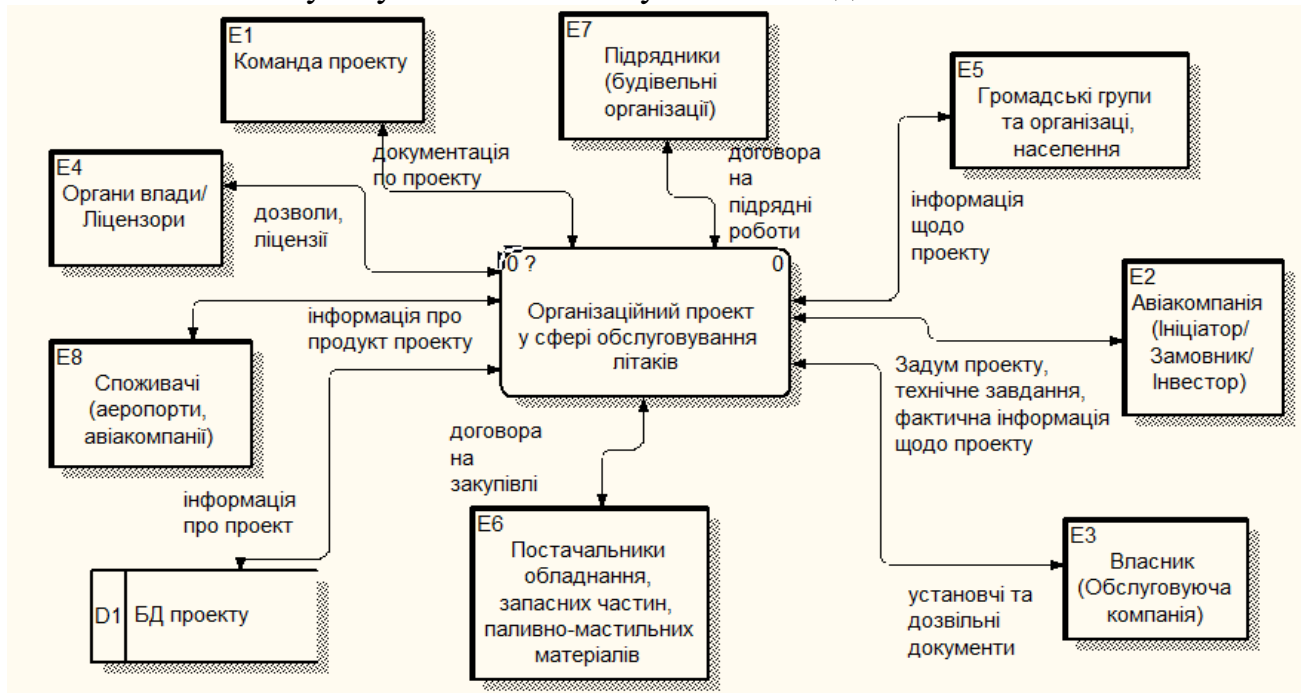 E1
Команда проекту
E7
Підрядники
(будівельні
організації)
E5
Громадські групи
та організаці,
населення
E4
Органи влади/
Ліцензори
документація
по проекту
договора
на
підрядні
роботи
дозволи,
ліцензії
інформація
щодо
проекту
0 ?
0
Організаційний проект
у сфері обслуговування
літаків
E2
Авіакомпанія
(Ініціатор/
Замовник/
Інвестор)
інформація про
продукт проекту
E8
Споживачі
(аеропорти,
авіакомпанії)
Задум проекту,
технічне завдання,
фактична інформація
щодо проекту
договора
на
закупівлі
інформація
про проект
E6
Постачальники
обладнання,
запасних частин,
паливно-мастильних
матеріалів
E3
Власник
(Обслуговуюча
компанія)
D1
БД проекту
установчі та
дозвільні
документи